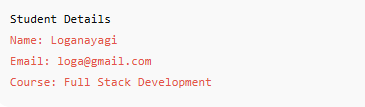 Student Details
Name: Loganayagi
Email: loga@gmail.com
Course: Full Stack Development